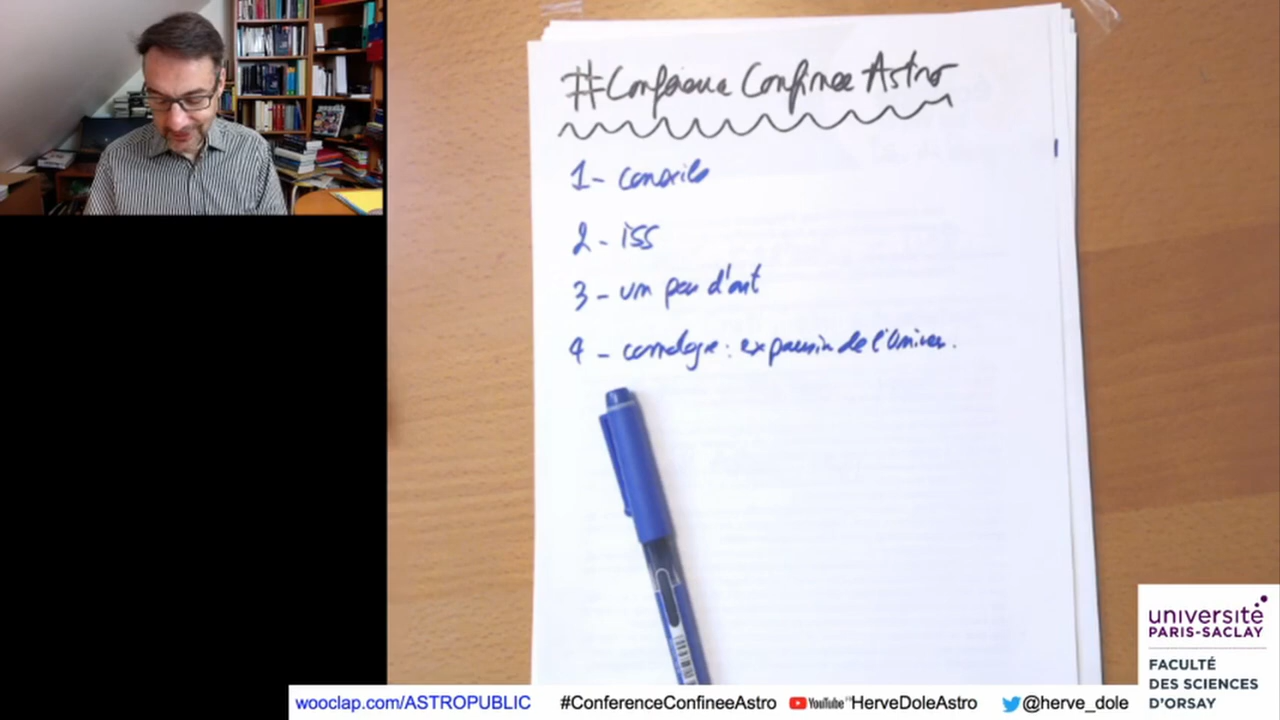 #Conférence Confinée Astro
1- conseils
2 - ISS
3 - un peu d'art
4 - cosmologie : expansion de l'Univers.
université
PARIS-SACLAY
FACULTÉ
DES SCIENCES
D'ORSAY
wooclap.com/ASTROPUBLIC #ConferenceConfineeAstro YouTube FR HerveDoleAstro @herve_dole